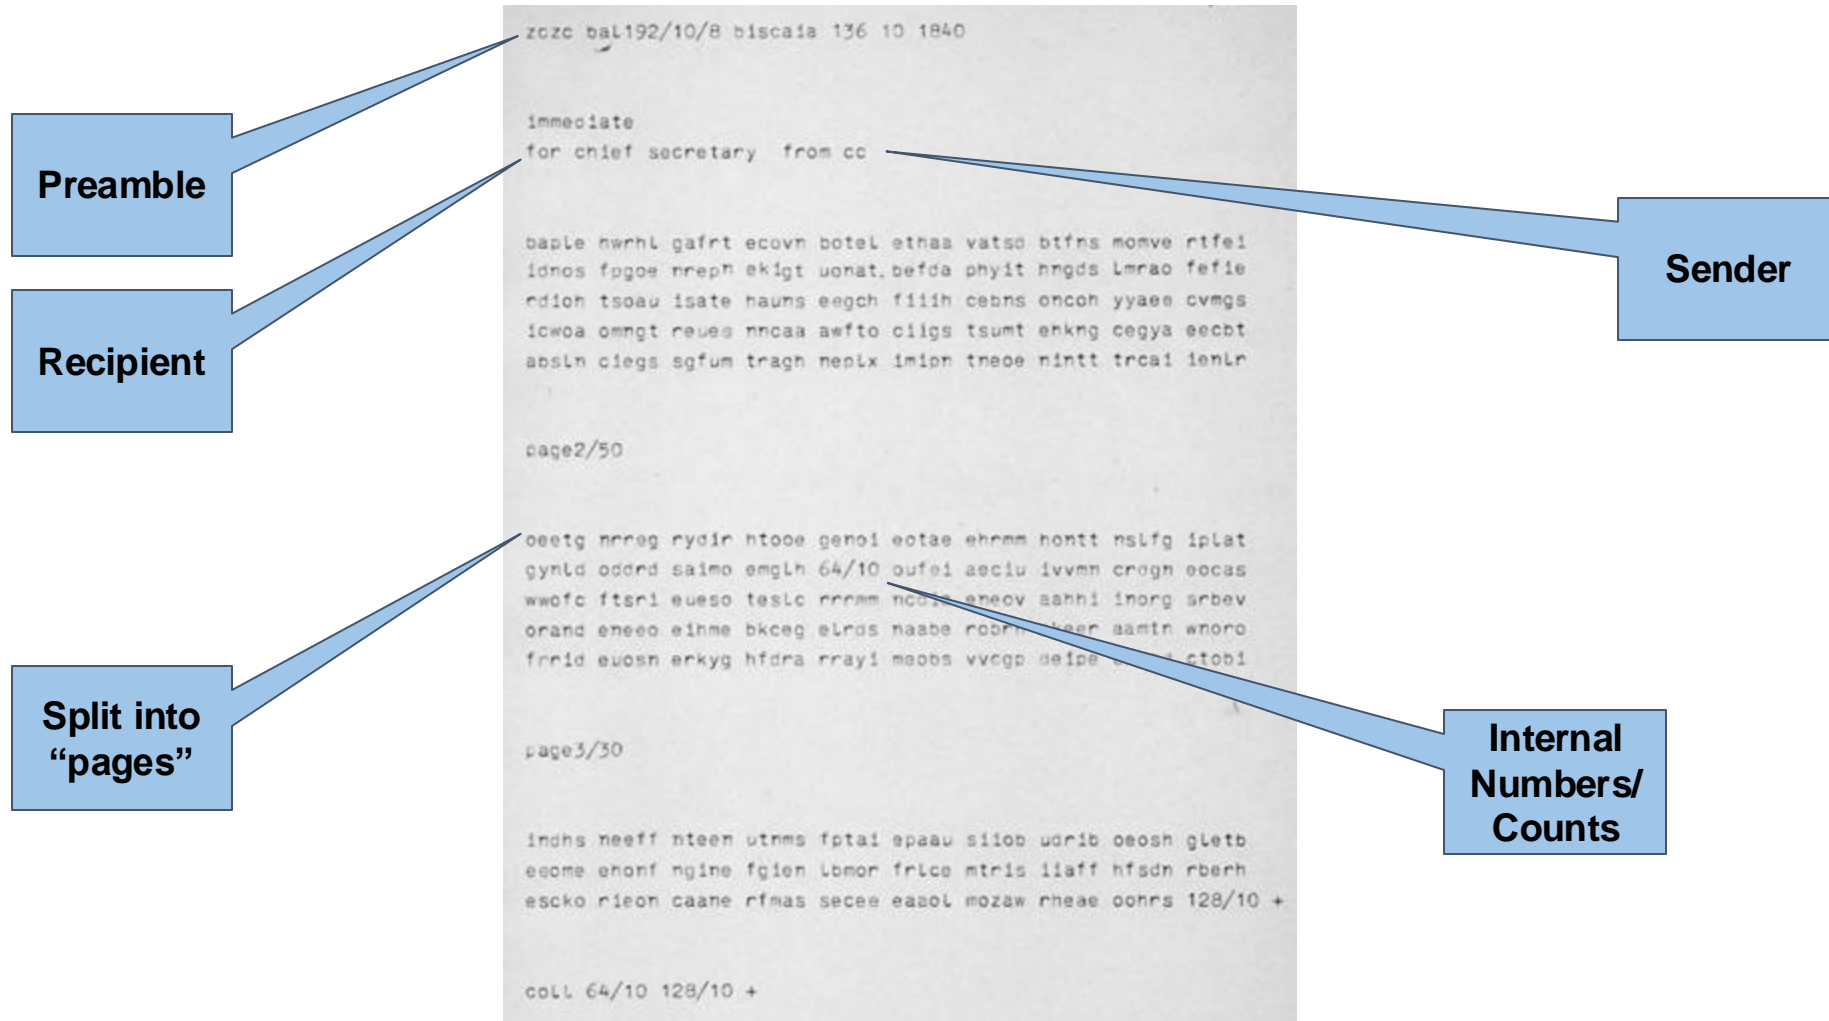 zczc bal192/10/8 biscaia 136 10 1840
immediate
for chief secretary from cc
baple hwrhl gafrt ecovn botel ethaa vatsd btfns momve rtfei
idnos fpgoe nreph ekigt uonat befda phyit hngds lmrao fefie
rdioh tsoau isate hauns eegch fiiih cebns oncoh yyaee cvmgs
icwoa omngt reues nncaa awfto ciigs tsumt ehkng cegya eecbt
absln ciegs sgfum tragh neplx imipn tneoe nintt trcai ienlr
page2/50
oeetg nrreg rydir htooe genoi eotae ehrmm hontt nslfg iplat
gynld oddrd saimo emglh 64/10 oufei aeciu ivvmn crogn eocas
wwofc ftsri eueso teslc rrrmm eneov aahhi inorg srbev
orand eneeo eihme bkceg elrds naabe aamtn wnoro
frrid euosn erkyg hfdra rrayi meobs vvcgp deipe ctobi
page3/30
indhs neeff nteen utnms fptai epaau siiob udrib oeosh gletb
eeome ehonf ngine fgien lbmor frlce mtris iiaff hfsdn rberh
escko rieon caane rfmas secee eaaol mozaw rheae oohrs 128/10 +
coll 64/10 128/10 +
Preamble
Recipient
Split into
“pages”
Sender
Internal
Numbers/
Counts